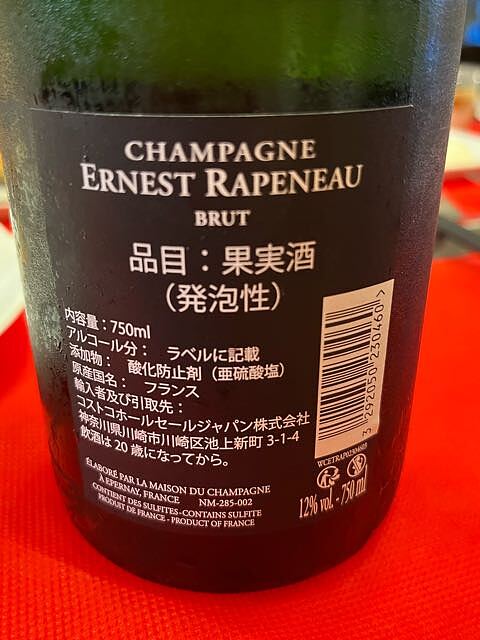 CHAMPAGNE
ERNEST RAPENEAU
BRUT
品目：果実酒
（発泡性）
内容量：750ml
アルコール分： ラベルに記載
添加物： 酸化防止剤（亜硫酸塩）
原産国名： フランス
輸入者及び引取先：
コストコホールセールジャパン株式会社
神奈川県川崎市川崎区池上新町 3-1-4
飲酒は 20 歳になってから。
3 292050 230460 >
WCETRAP0230460B
ÉLABORÉ PAR LA MAISON DU CHAMPAGNE
À EPERNAY, FRANCE NM-285-002
CONTIENT DES SULFITES - CONTAINS SULFITE
PRODUIT DE FRANCE - PRODUCT OF FRANCE
12% vol. - 750 ml